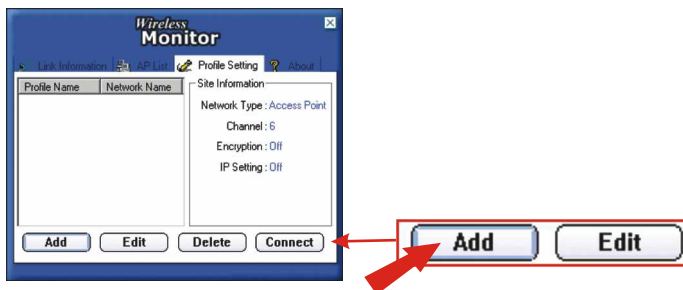 Wireless
Monitor
Link Information AP List Profile Setting ? About
Profile Name Network Name
Site Information
Network Type : Access Point
Channel : 6
Encryption : Off
IP Setting : Off
Add Edit Delete Connect
Add Edit